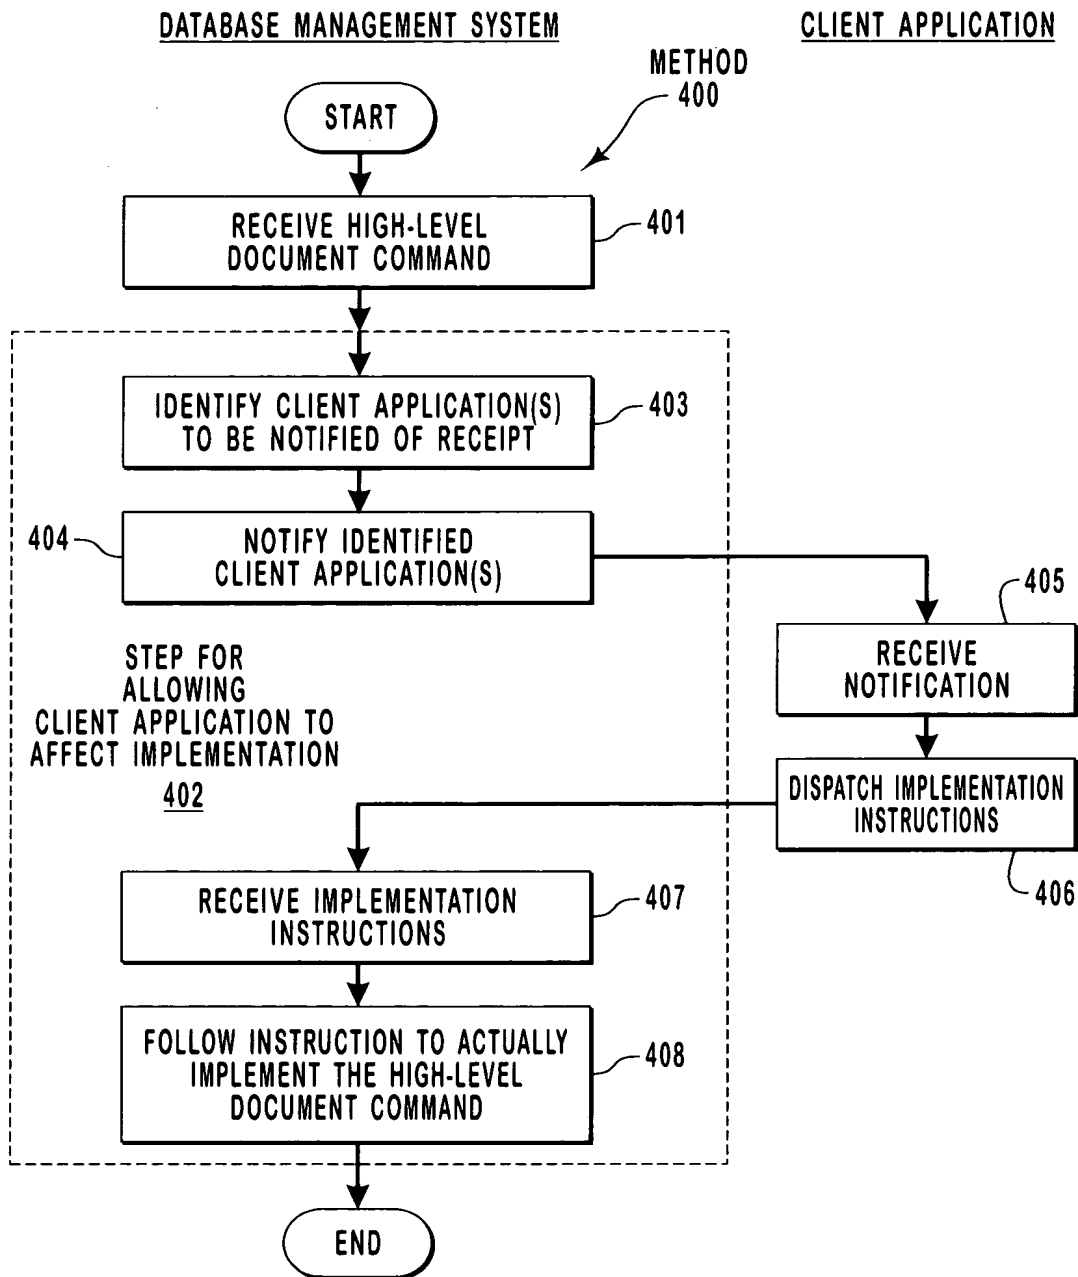 DATABASE MANAGEMENT SYSTEM
CLIENT APPLICATION
METHOD
400
START
RECEIVE HIGH-LEVEL
DOCUMENT COMMAND
401
IDENTIFY CLIENT APPLICATION(S)
TO BE NOTIFIED OF RECEIPT
403
404
NOTIFY IDENTIFIED
CLIENT APPLICATION(S)
405
RECEIVE
NOTIFICATION
STEP FOR
ALLOWING
CLIENT APPLICATION TO
AFFECT IMPLEMENTATION
402
DISPATCH IMPLEMENTATION
INSTRUCTIONS
406
RECEIVE IMPLEMENTATION
INSTRUCTIONS
407
FOLLOW INSTRUCTION TO ACTUALLY
IMPLEMENT THE HIGH-LEVEL
DOCUMENT COMMAND
408
END